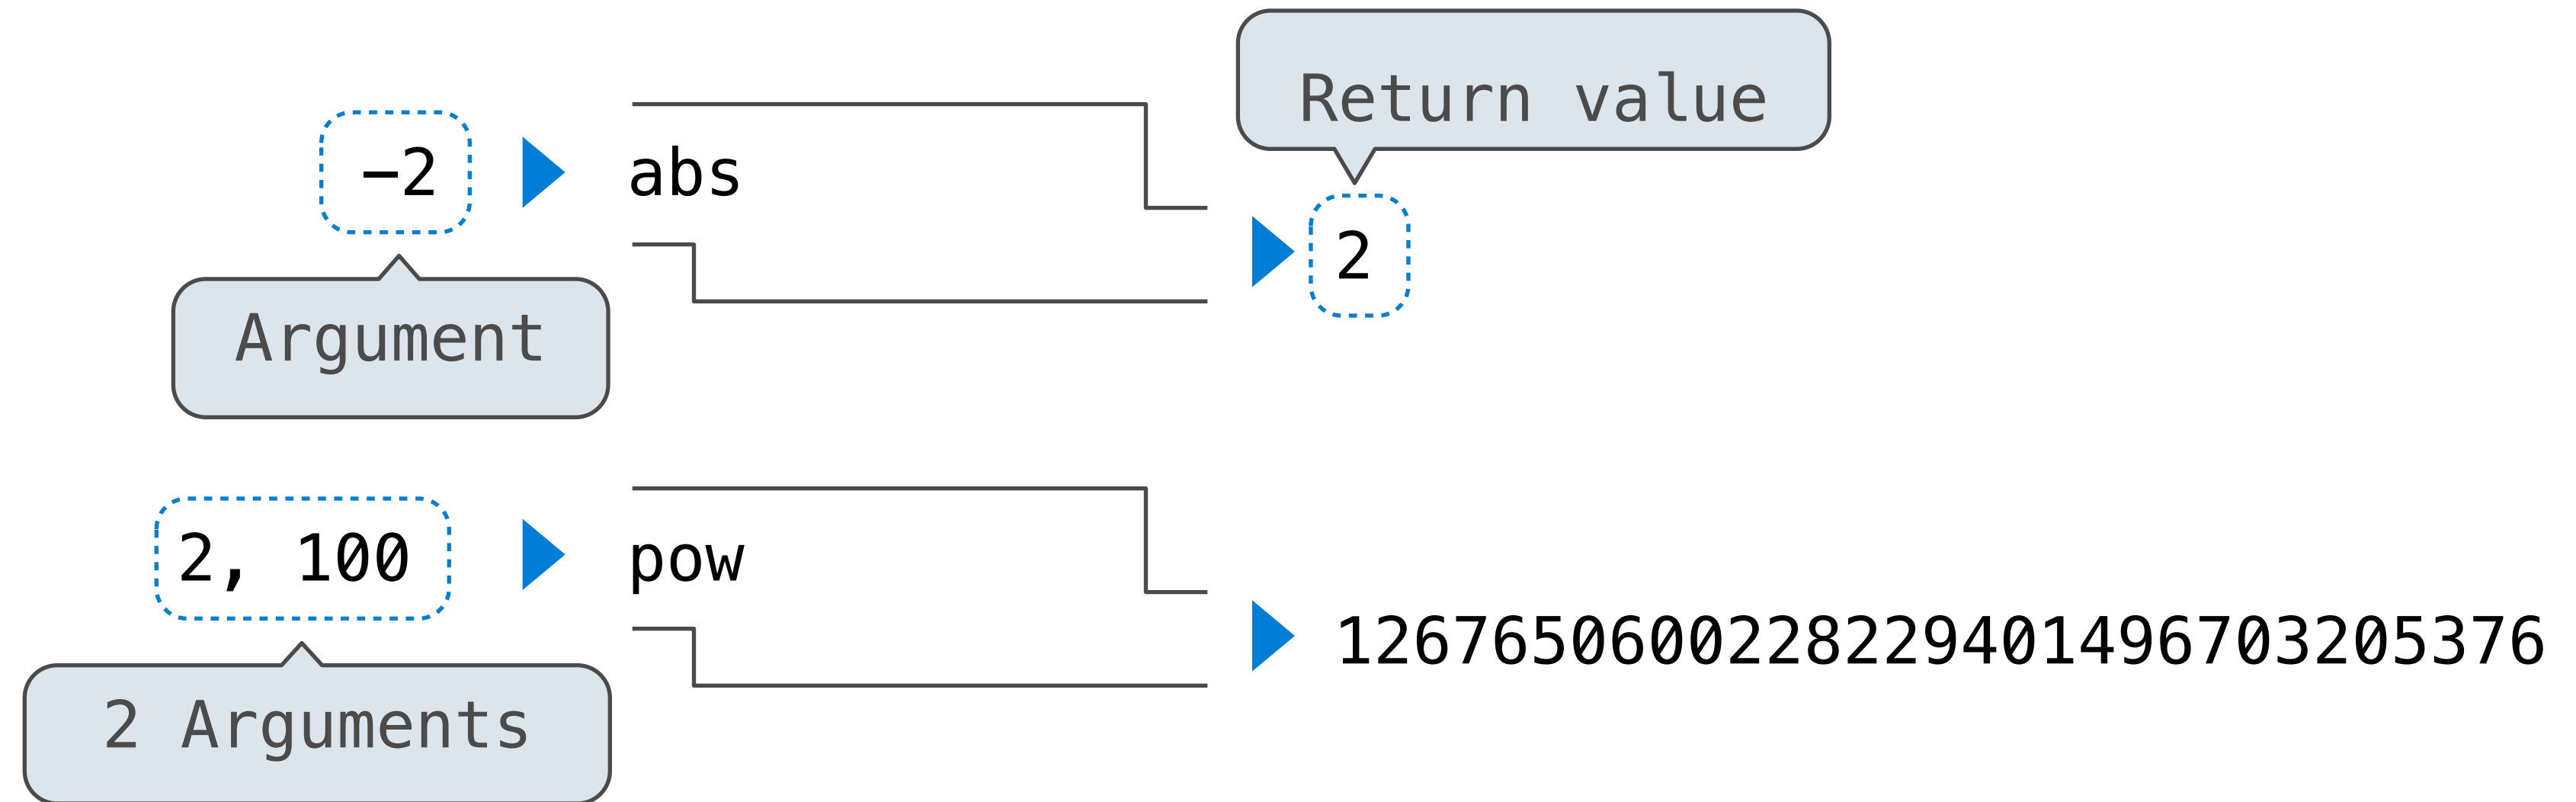 Return value
-2 abs
2
Argument
2, 100 pow
1267650600228229401496703205376
2 Arguments